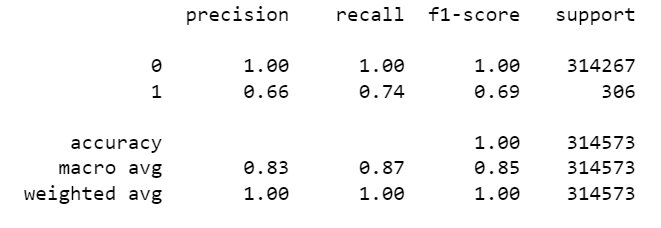 precision recall f1-score support
0 1.00 1.00 1.00 314267
1 0.66 0.74 0.69 306
accuracy 1.00 314573
macro avg 0.83 0.87 0.85 314573
weighted avg 1.00 1.00 1.00 314573